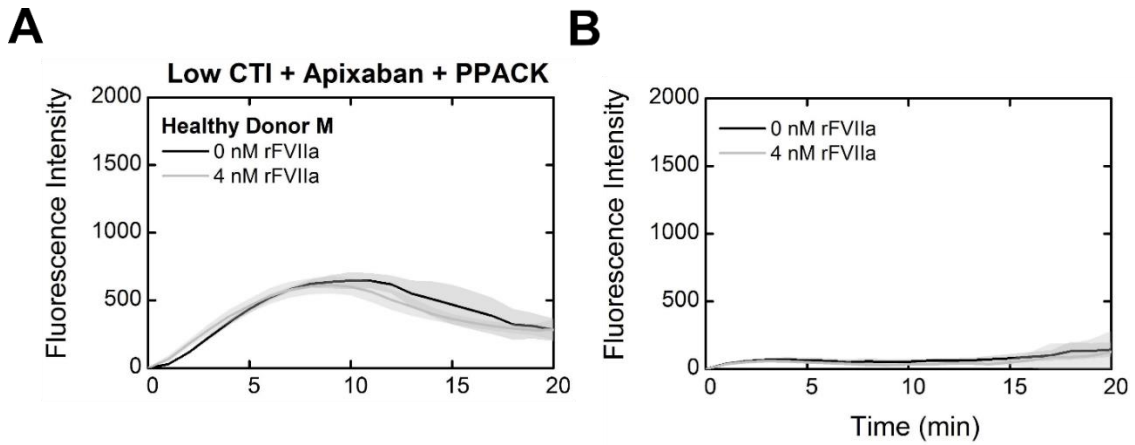 A
Low CTI + Apixaban + PPACK
Fluorescence Intensity
2000
1500
1000
500
0
Healthy Donor M
0 nM rFVIIa
4 nM rFVIIa
0 5 10 15 20
B
Fluorescence Intensity
2000
1500
1000
500
0
0 nM rFVIIa
4 nM rFVIIa
0 5 10 15 20
Time (min)